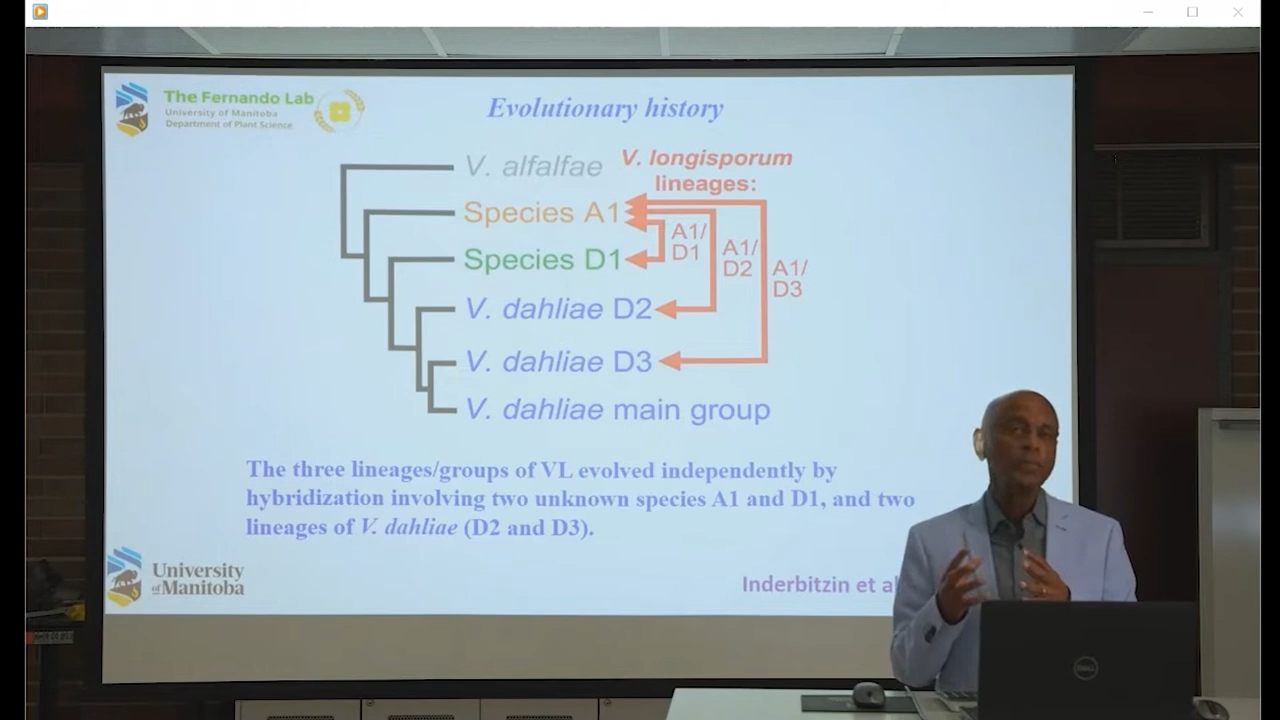 The Fernando Lab
University of Manitoba
Department of Plant Science
Evolutionary history
V. alfalfae
V. longisporum
lineages:
Species A1
A1/
D1
A1/
D2
A1/
D3
Species D1
V. dahliae D2
V. dahliae D3
V. dahliae main group
The three lineages/groups of VL evolved independently by
hybridization involving two unknown species A1 and D1, and two
lineages of V. dahliae (D2 and D3).
University
of Manitoba
Inderbitzin et al
DELL